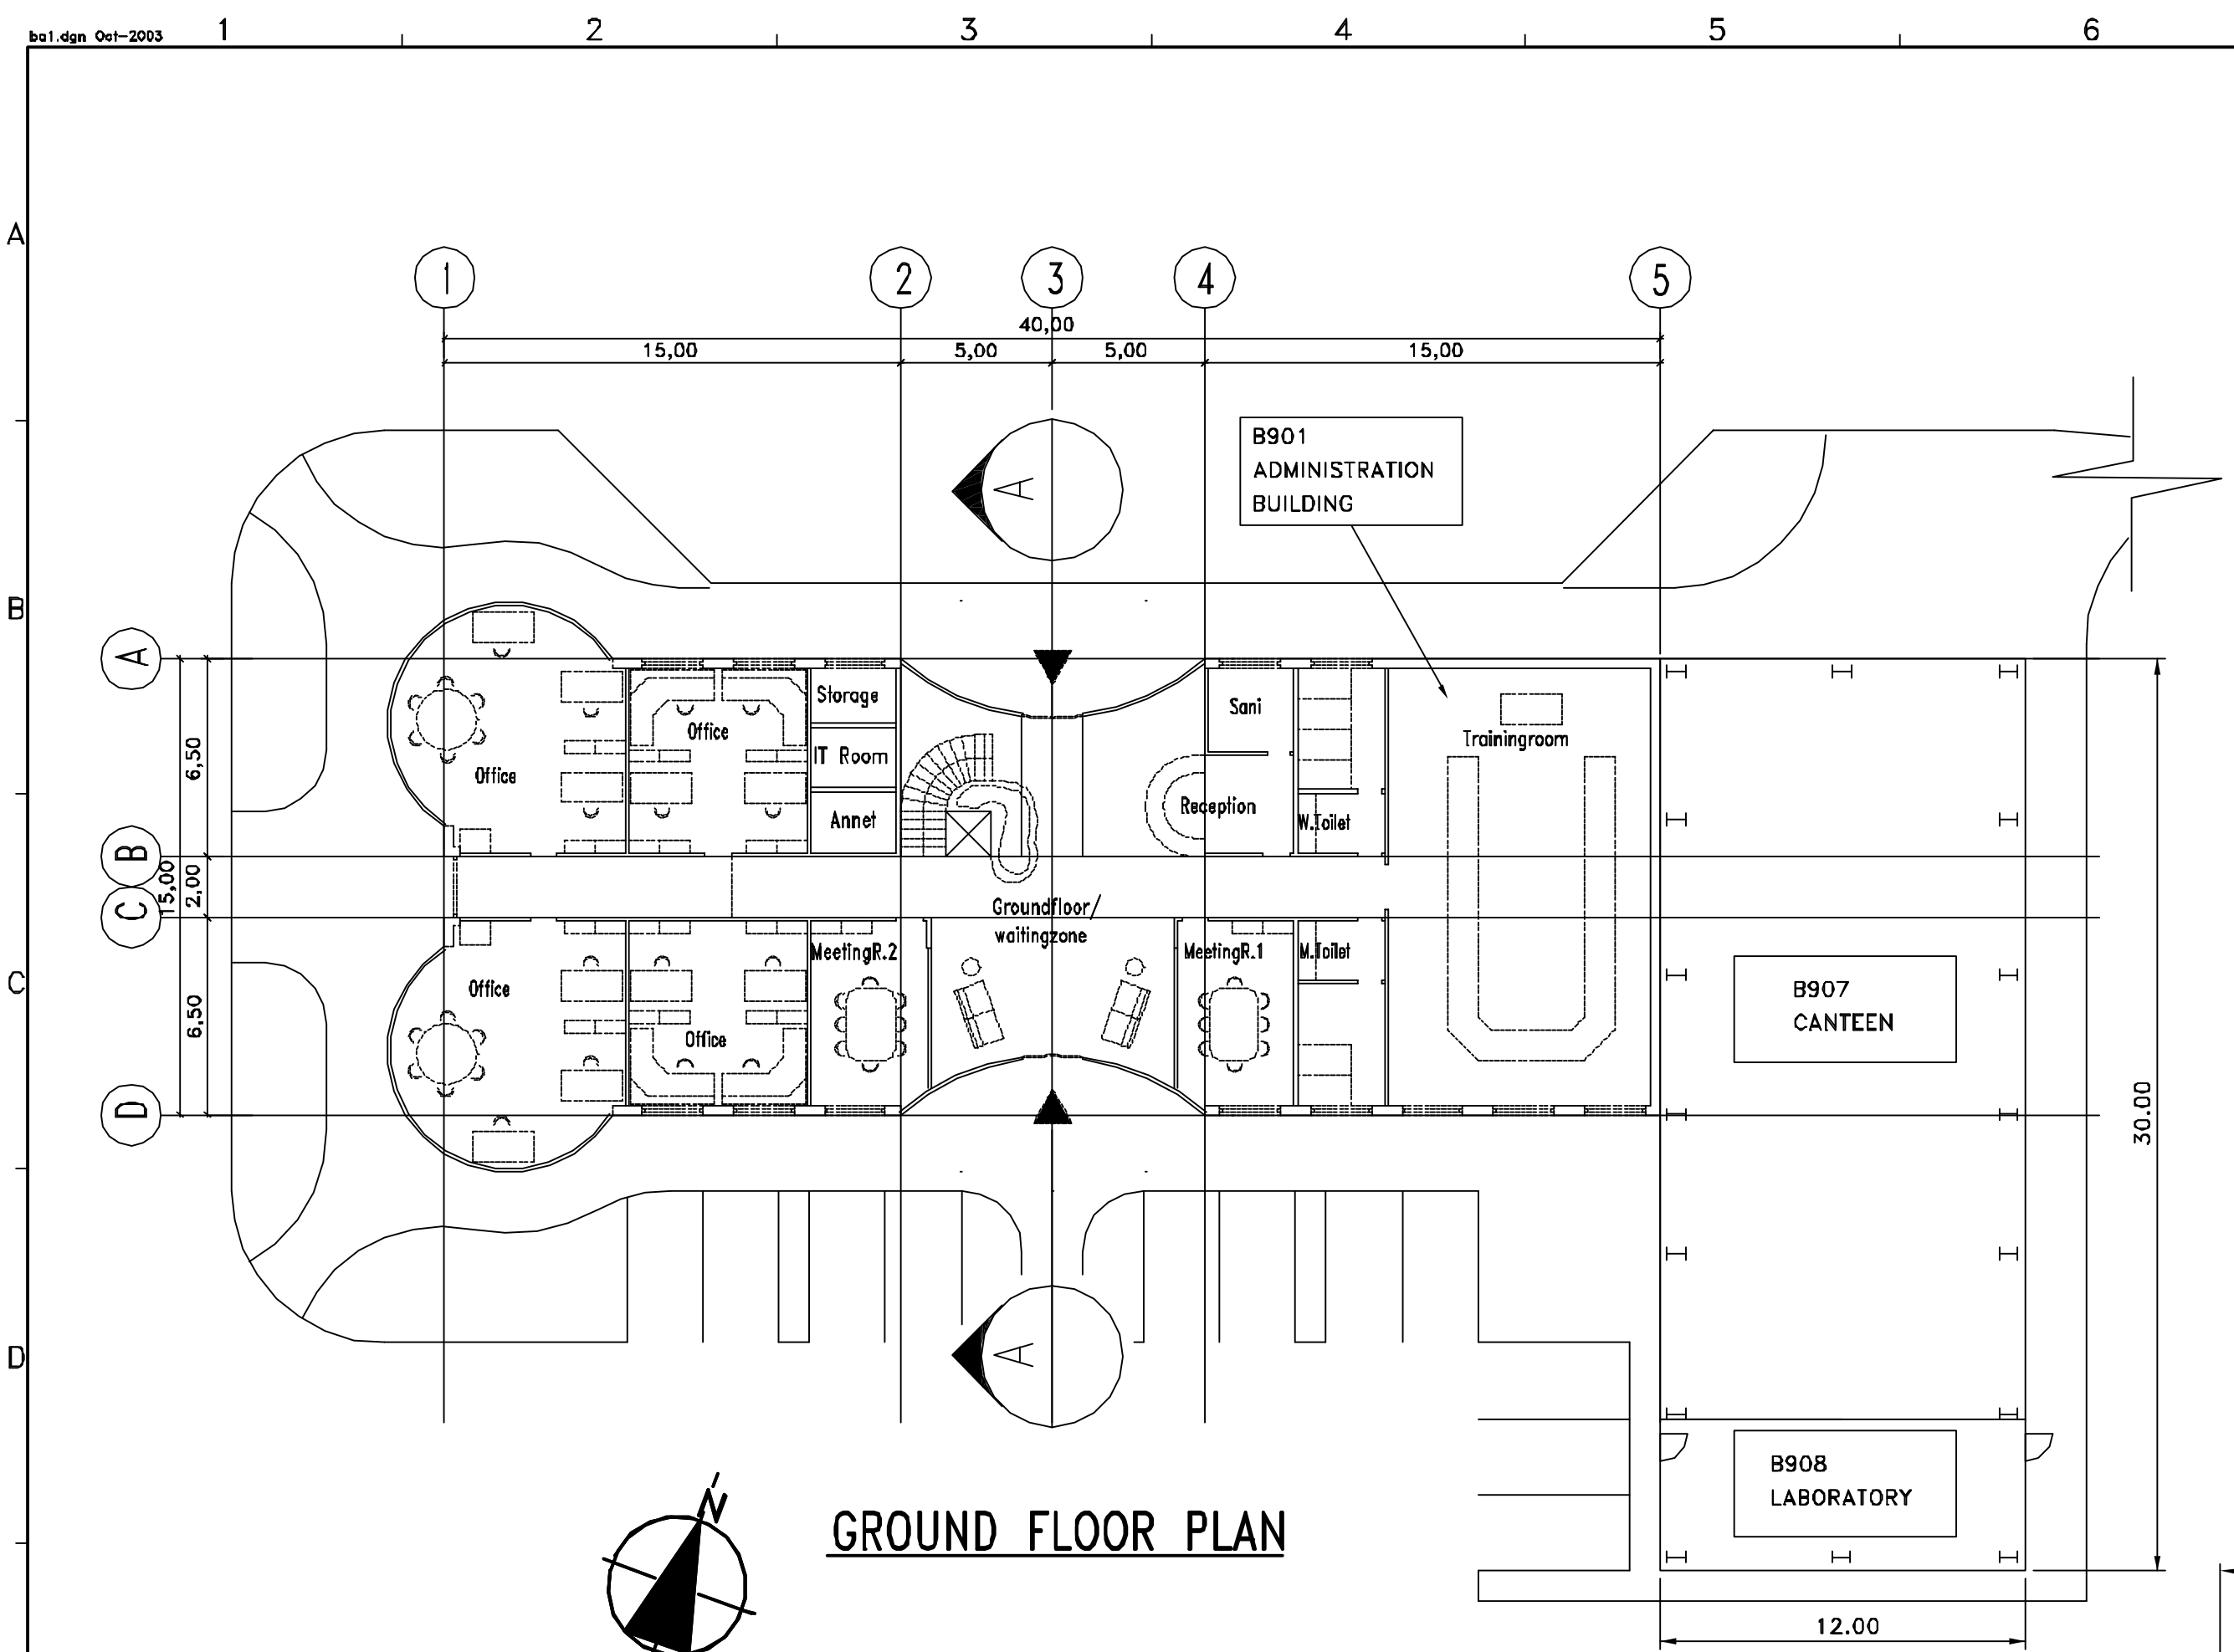 ba1.dgn Oct-2003
1 2 3 4 5 6
A
1 2 3 4 5
40,00
15,00 5,00 5,00 15,00
B901
ADMINISTRATION
BUILDING
A
B
A
Storage
Sani
Office
Trainingroom
6,50
IT Room
Office
Reception
Annet
W.Toilet
B
15,00
2,00
C
Groundfloor/
waitingzone
MeetingR.2
MeetingR.1
M.Toilet
C
Office
B907
CANTEEN
6,50
Office
D
30.00
D
A
B908
LABORATORY
N
GROUND FLOOR PLAN
12.00